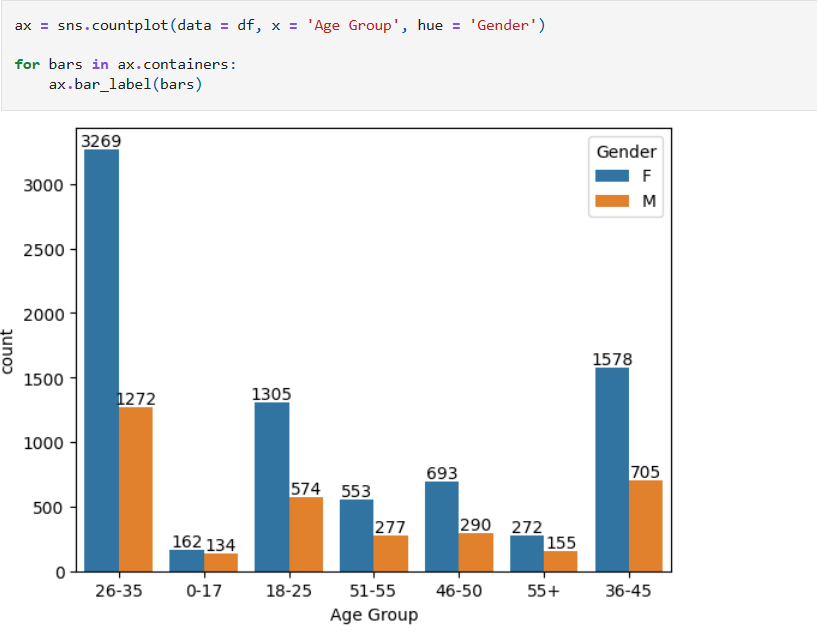 ax = sns.countplot(data = df, x = 'Age Group', hue = 'Gender')
for bars in ax.containers:
    ax.bar_label(bars)
3269
Gender
F
M
3000
2500
2000
1500
1000
500
0
count
1272
162
134
1305
574
553
277
693
290
272
155
1578
705
26-35 0-17 18-25 51-55 46-50 55+ 36-45
Age Group